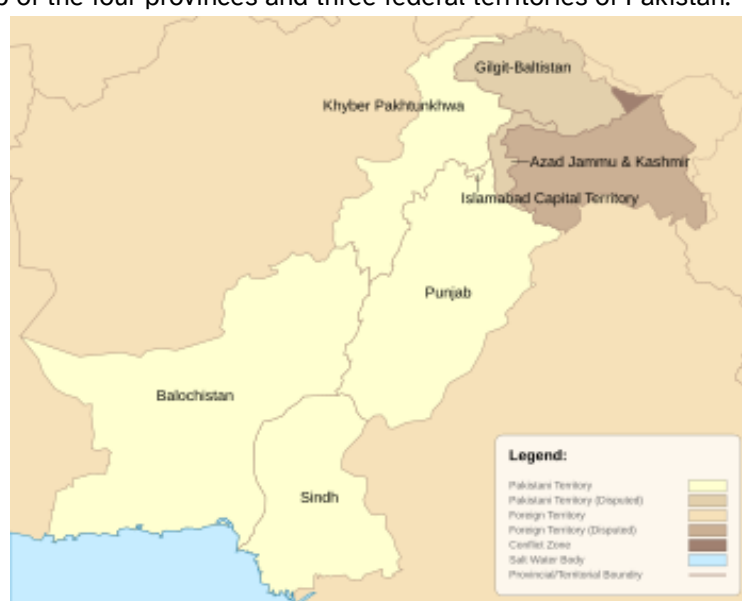 of the four provinces and three federal territories of Pakistan.
Gilgit-Baltistan
Khyber Pakhtunkhwa
Azad Jammu & Kashmir
Islamabad Capital Territory
Punjab
Balochistan
Sindh
Legend:
Pakistani Territory
Pakistani Territory (Disputed)
Foreign Territory
Foreign Territory (Disputed)
Conflict Zone
Salt Water Body
Provincial/Territorial Boundry